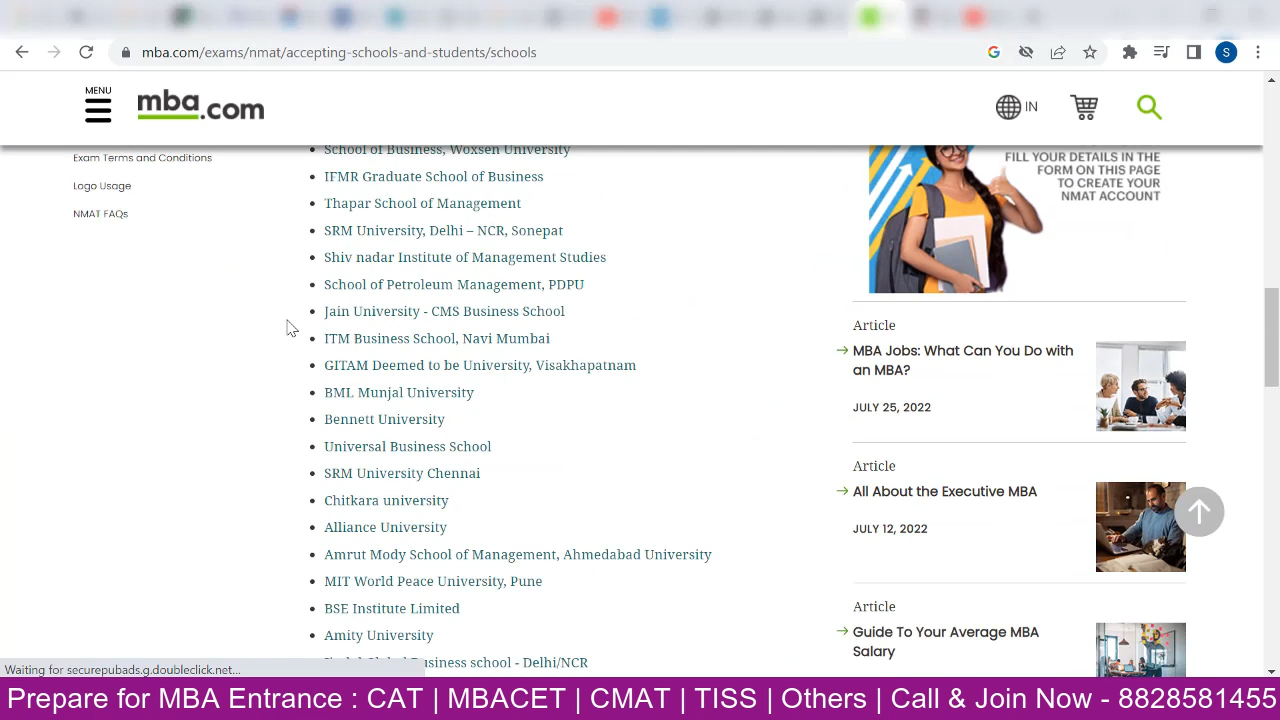 mba.com/exams/nmat/accepting-schools-and-students/schools
S
MENU
mba.com
IN
Exam Terms and Conditions
Logo Usage
NMAT FAQs
School of Business, Woxsen University
IFMR Graduate School of Business
Thapar School of Management
SRM University, Delhi – NCR, Sonepat
Shiv nadar Institute of Management Studies
School of Petroleum Management, PDPU
Jain University - CMS Business School
ITM Business School, Navi Mumbai
GITAM Deemed to be University, Visakhapatnam
BML Munjal University
Bennett University
Universal Business School
SRM University Chennai
Chitkara university
Alliance University
Amrut Mody School of Management, Ahmedabad University
MIT World Peace University, Pune
BSE Institute Limited
Amity University
Business school - Delhi/NCR
FILL YOUR DETAILS IN THE
FORM ON THIS PAGE
TO CREATE YOUR
NMAT ACCOUNT
Article
MBA Jobs: What Can You Do with
an MBA?
JULY 25, 2022
Article
All About the Executive MBA
JULY 12, 2022
Article
Guide To Your Average MBA
Salary
Waiting for securepubads.g.doubleclick.net...
Prepare for MBA Entrance : CAT | MBACET | CMAT | TISS | Others | Call & Join Now - 8828581455